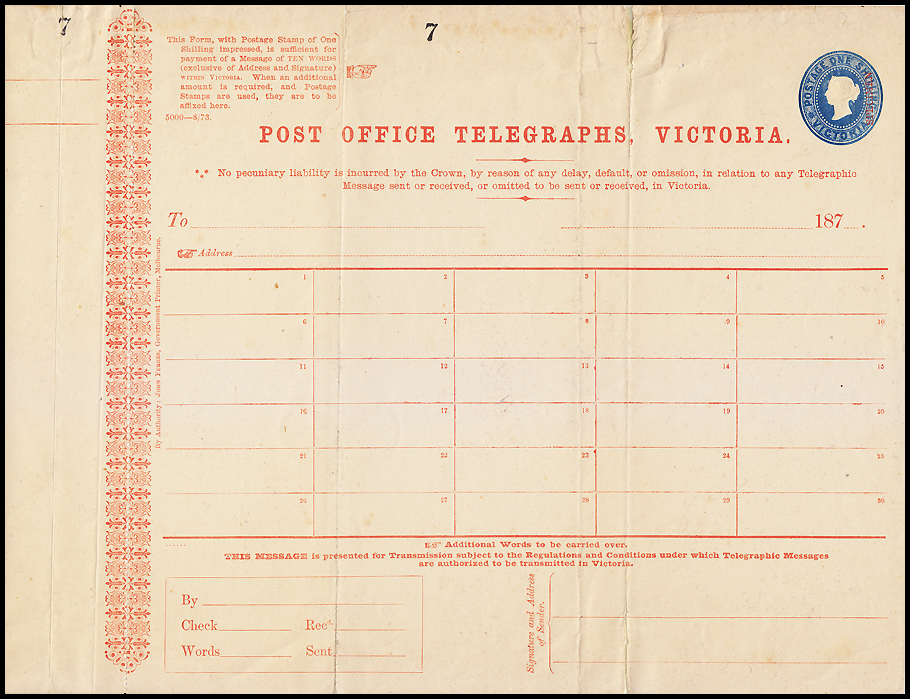 7
7
This Form, with Postage Stamp of One
Shilling impressed, is sufficient for
payment of a Message of TEN WORDS
(exclusive of Address and Signature)
WITHIN VICTORIA. When an additional
amount is required, and Postage
Stamps are used, they are to be
affixed here.
5000—8/73.
POSTAGE ONE SHILLING
VICTORIA
POST OFFICE TELEGRAPHS, VICTORIA.
*** No pecuniary liability is incurred by the Crown, by reason of any delay, default, or omission, in relation to any Telegraphic
Message sent or received, or omitted to be sent or received, in Victoria.
To 187 .
Address
1 2 3 4 5
6 7 8 9 10
11 12 13 14 15
16 17 18 19 20
21 22 23 24 25
26 27 28 29 30
By Authority: JOHN FERRES, Government Printer, Melbourne.
Additional Words to be carried over.
THIS MESSAGE is presented for Transmission subject to the Regulations and Conditions under which Telegraphic Messages
are authorized to be transmitted in Victoria.
By
Check Recd.
Words Sent
Signature and Address
of Sender.